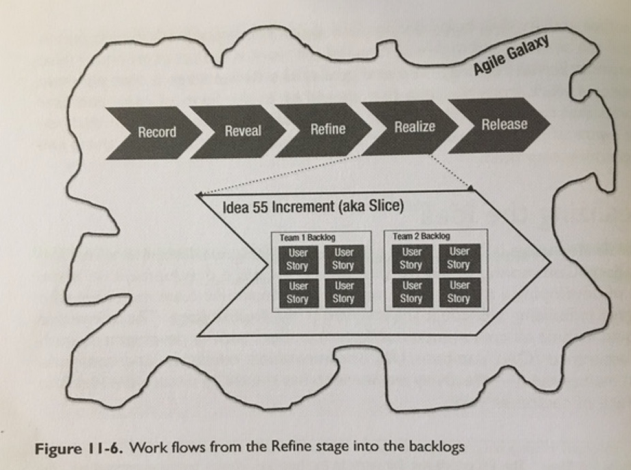 Agile Galaxy
Record
Reveal
Refine
Realize
Release
Idea 55 Increment (aka Slice)
Team 1 Backlog
User
Story
User
Story
User
Story
User
Story
Team 2 Backlog
User
Story
User
Story
User
Story
User
Story
Figure 11-6. Work flows from the Refine stage into the backlogs